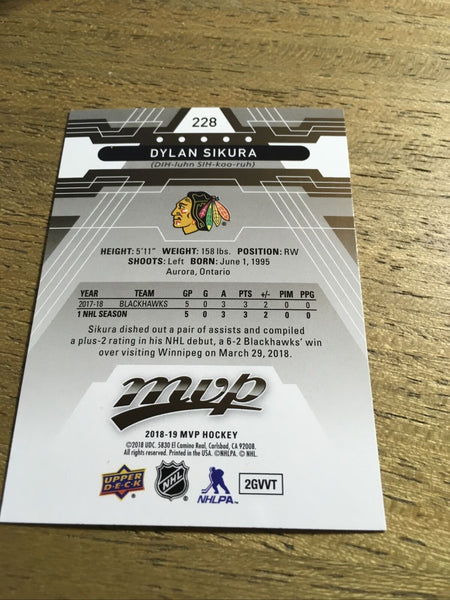 228
DYLAN SIKURA
(DIH-luhn SIH-koo-ruh)
HEIGHT: 5'11" WEIGHT: 158 lbs. POSITION: RW
SHOOTS: Left BORN: June 1, 1995
Aurora, Ontario
YEAR TEAM GP G A PTS +/- PIM PPG
2017-18 BLACKHAWKS 5 0 3 3 2 0 0
1 NHL SEASON 5 0 3 3 2 0 0
Sikura dished out a pair of assists and compiled
a plus-2 rating in his NHL debut, a 6-2 Blackhawks' win
over visiting Winnipeg on March 29, 2018.
mvp
2018-19 MVP HOCKEY
©2018 UDC. 5830 El Camino Real, Carlsbad, CA 92008.
All rights reserved. Printed in the USA. ©NHLPA. © NHL.
UPPER DECK NHL NHLPA 2GVVT